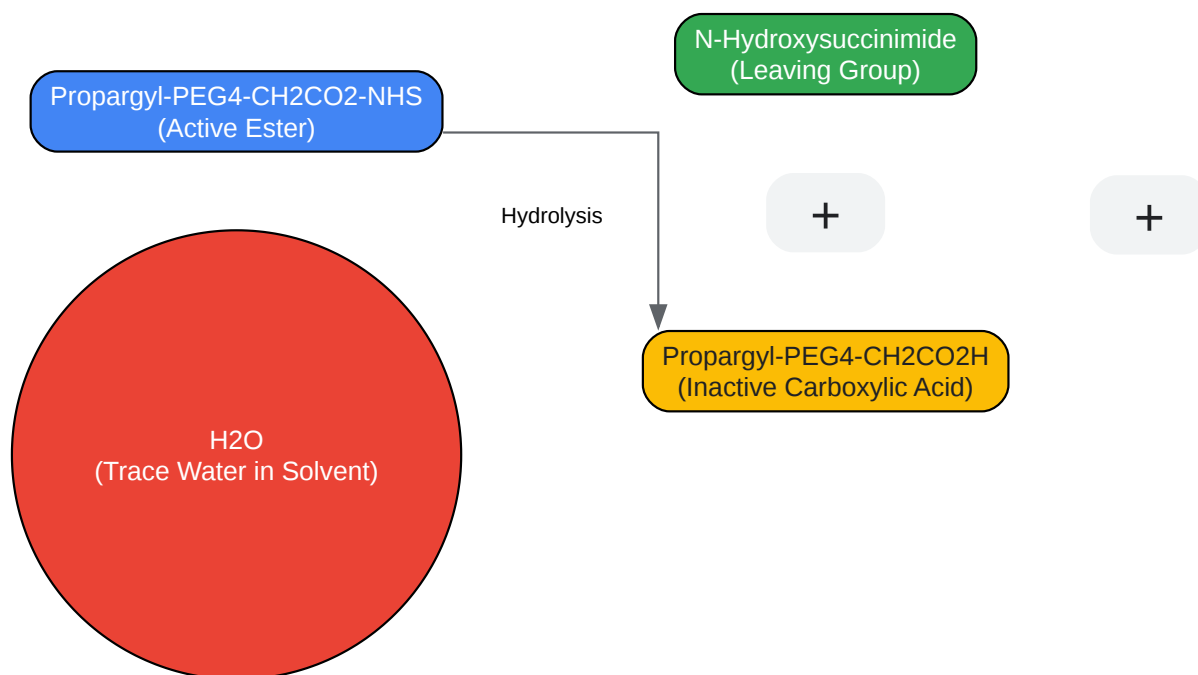 N-Hydroxysuccinimide
(Leaving Group)
Propargyl-PEG4-CH2CO2-NHS
(Active Ester)
Hydrolysis
+
+
Propargyl-PEG4-CH2CO2H
(Inactive Carboxylic Acid)
H2O
(Trace Water in Solvent)